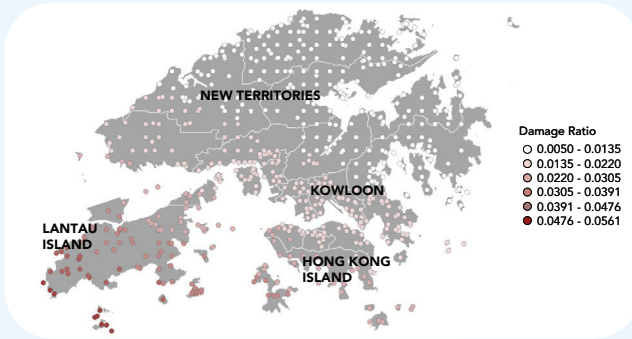 NEW TERRITORIES
Damage Ratio
0.0050 - 0.0135
0.0135 - 0.0220
0.0220 - 0.0305
0.0305 - 0.0391
0.0391 - 0.0476
0.0476 - 0.0561
KOWLOON
LANTAU
ISLAND
HONG KONG
ISLAND